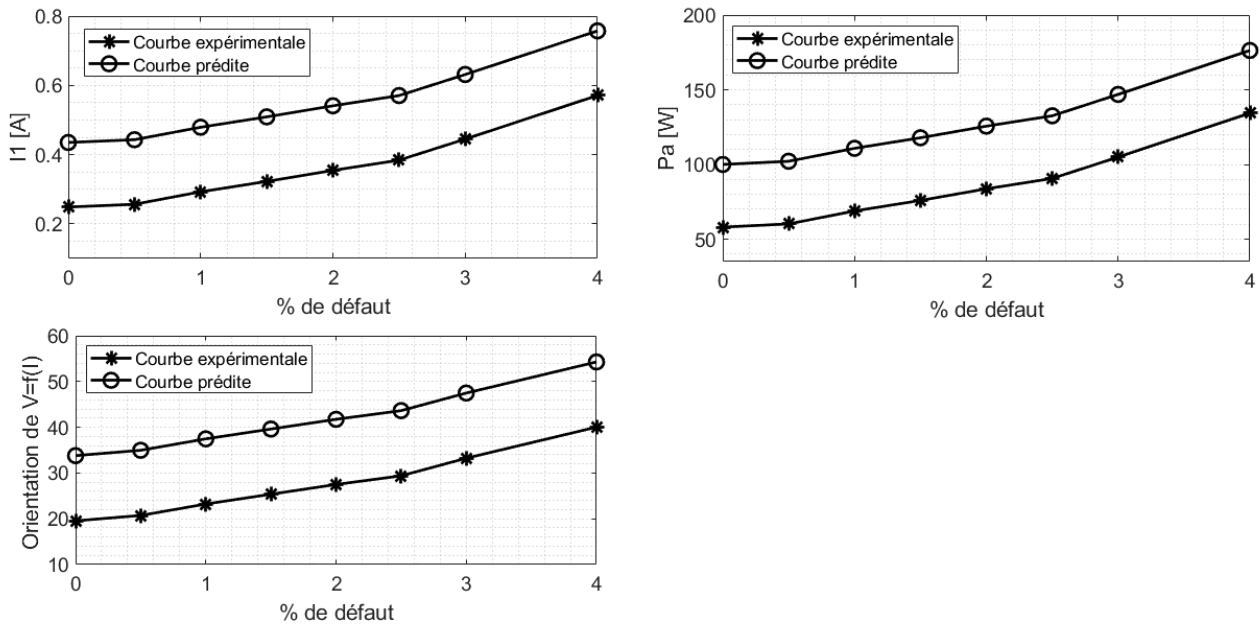 I1 [A]
0.8
0.6
0.4
0.2
Courbe expérimentale
Courbe prédite
0 1 2 3 4
% de défaut
Pa [W]
200
150
100
50
Courbe expérimentale
Courbe prédite
0 1 2 3 4
% de défaut
Orientation de V=f(I)
60
50
40
30
20
10
Courbe expérimentale
Courbe prédite
0 1 2 3 4
% de défaut